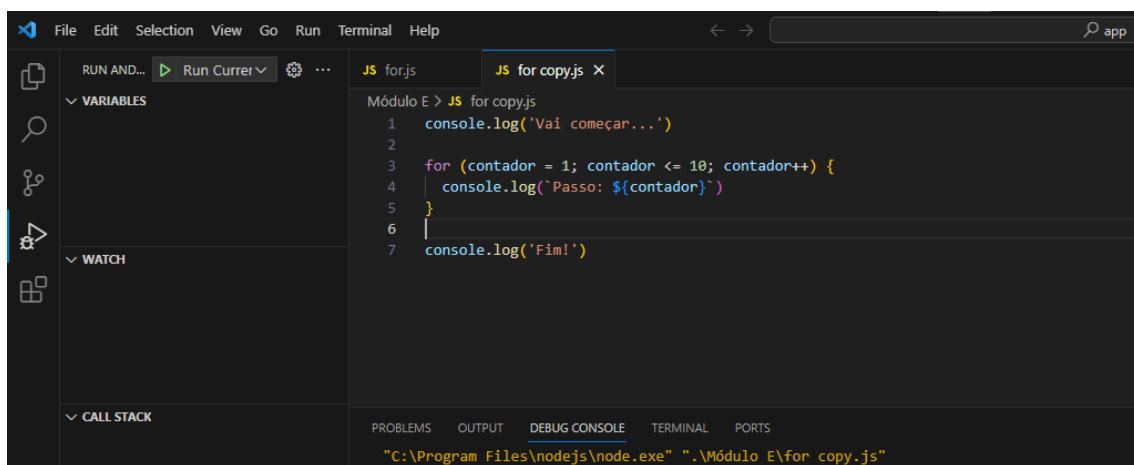 File Edit Selection View Go Run Terminal Help
app
RUN AND... Run Currer
JS for.js JS for copy.js
VARIABLES
Módulo E > JS for copy.js
1 console.log('Vai começar...')
2
3 for (contador = 1; contador <= 10; contador++) {
4 console.log(`Passo: ${contador}`)
5 }
6
7 console.log('Fim!')
WATCH
CALL STACK
PROBLEMS OUTPUT DEBUG CONSOLE TERMINAL PORTS
"C:\Program Files\nodejs\node.exe" ".\Módulo E\for copy.js"